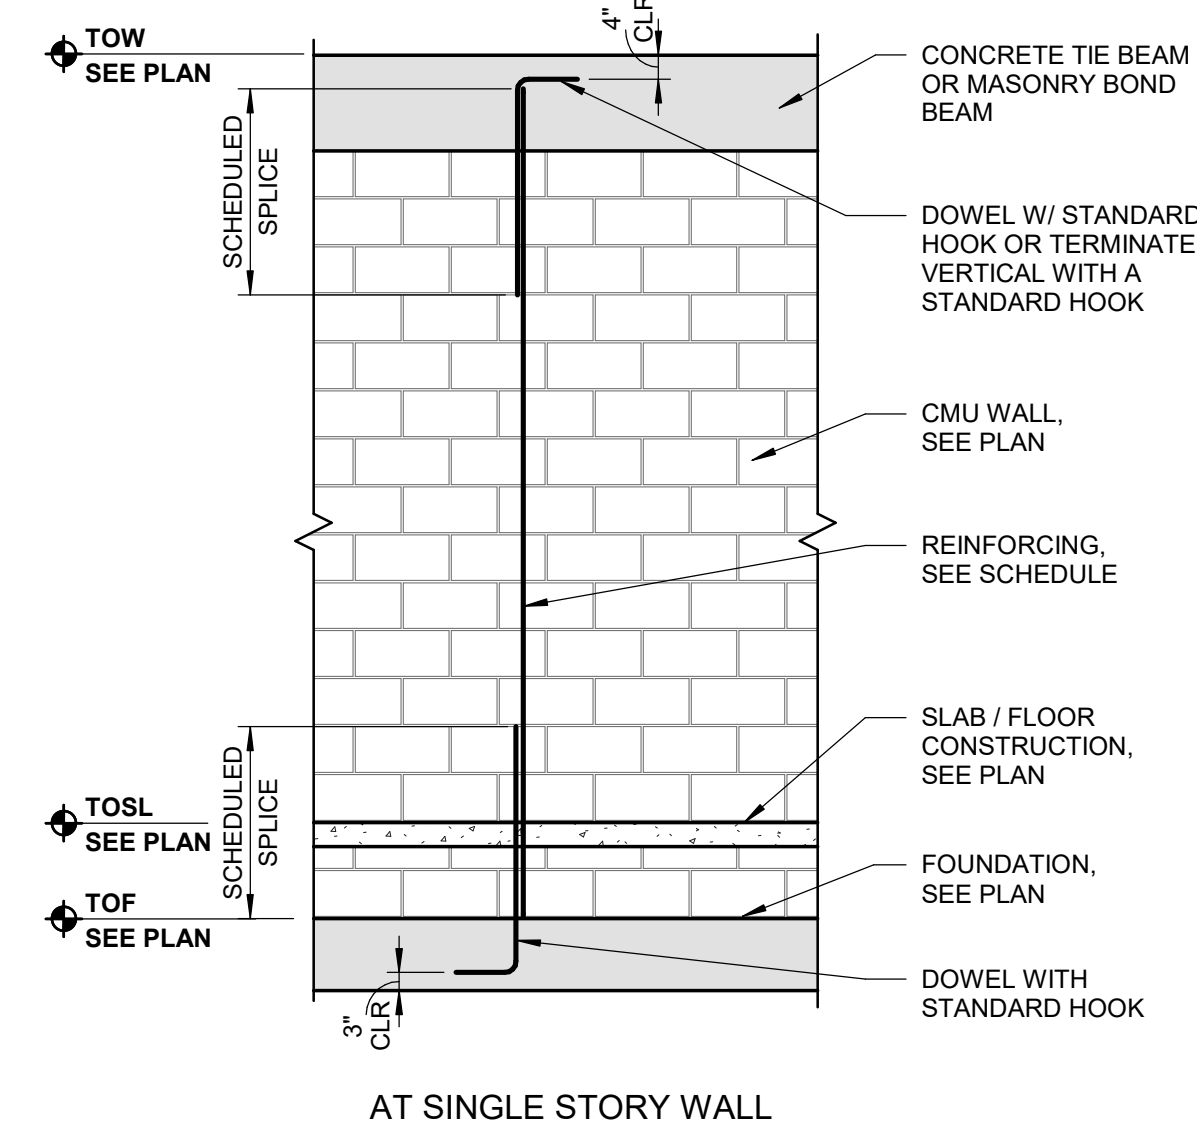 TOW
SEE PLAN
4"
CLR
CONCRETE TIE BEAM
OR MASONRY BOND
BEAM
SCHEDULED
SPLICE
DOWEL W/ STANDARD
HOOK OR TERMINATE
VERTICAL WITH A
STANDARD HOOK
CMU WALL,
SEE PLAN
REINFORCING,
SEE SCHEDULE
SLAB / FLOOR
CONSTRUCTION,
SEE PLAN
SCHEDULED
SPLICE
TOSL
SEE PLAN
FOUNDATION,
SEE PLAN
TOF
SEE PLAN
DOWEL WITH
STANDARD HOOK
3"
CLR
AT SINGLE STORY WALL